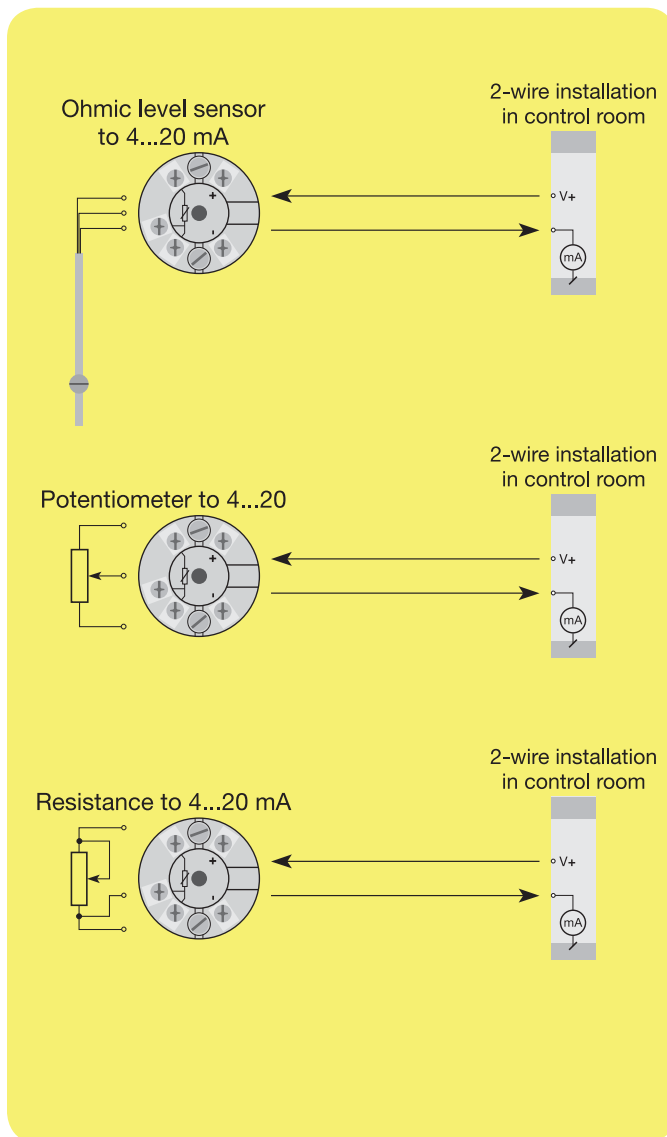 2-wire installation
in control room
Ohmic level sensor
to 4...20 mA
+
-
V+
mA
2-wire installation
in control room
Potentiometer to 4...20
+
-
V+
mA
2-wire installation
in control room
Resistance to 4...20 mA
+
-
V+
mA